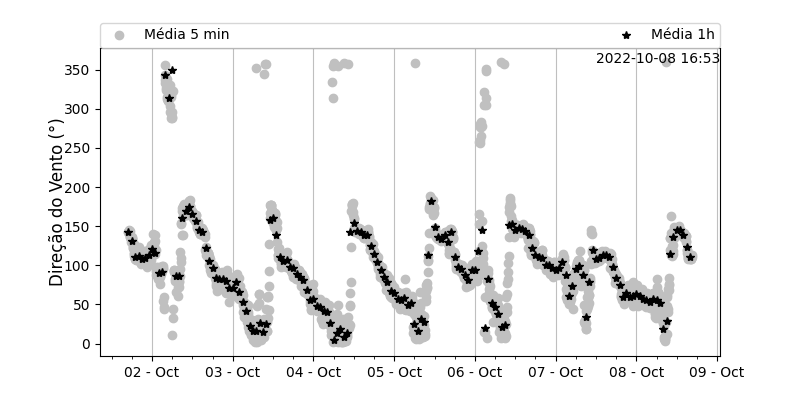 Média 5 min
Média 1h
2022-10-08 16:53
Direção do Vento (°)
350
300
250
200
150
100
50
0
02 - Oct
03 - Oct
04 - Oct
05 - Oct
06 - Oct
07 - Oct
08 - Oct
09 - Oct